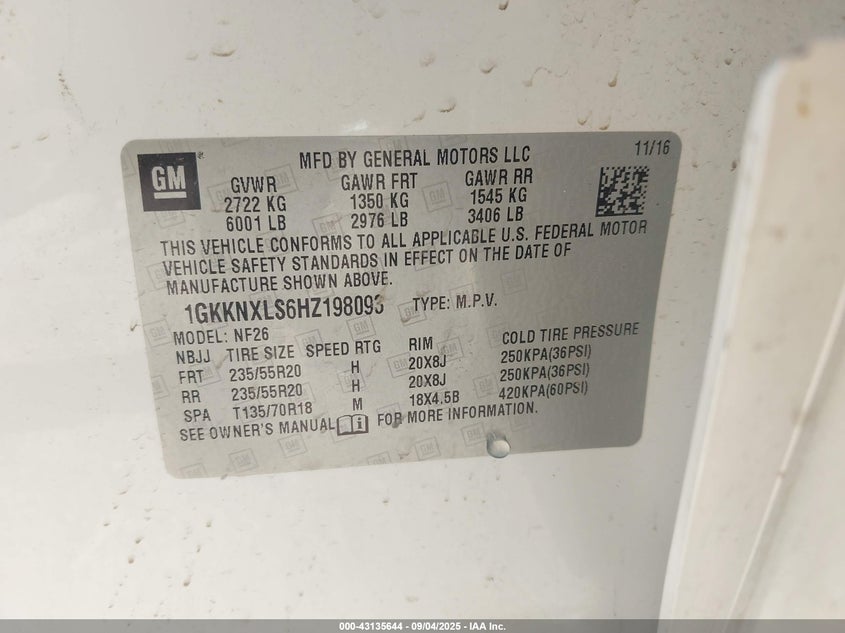 GM
MFD BY GENERAL MOTORS LLC
11/16
GVWR GAWR FRT GAWR RR
2722 KG 1350 KG 1545 KG
6001 LB 2976 LB 3406 LB
THIS VEHICLE CONFORMS TO ALL APPLICABLE U.S. FEDERAL MOTOR
VEHICLE SAFETY STANDARDS IN EFFECT ON THE DATE OF
MANUFACTURE SHOWN ABOVE.
1GKKNXLS6HZ198093 TYPE: M.P.V.
MODEL: NF26
NBJJ TIRE SIZE SPEED RTG RIM COLD TIRE PRESSURE
FRT 235/55R20 H 20X8J 250KPA(36PSI)
RR 235/55R20 H 20X8J 250KPA(36PSI)
SPA T135/70R18 M 18X4.5B 420KPA(60PSI)
SEE OWNER'S MANUAL FOR MORE INFORMATION.
000-43135644 - 09/04/2025 - IAA Inc.